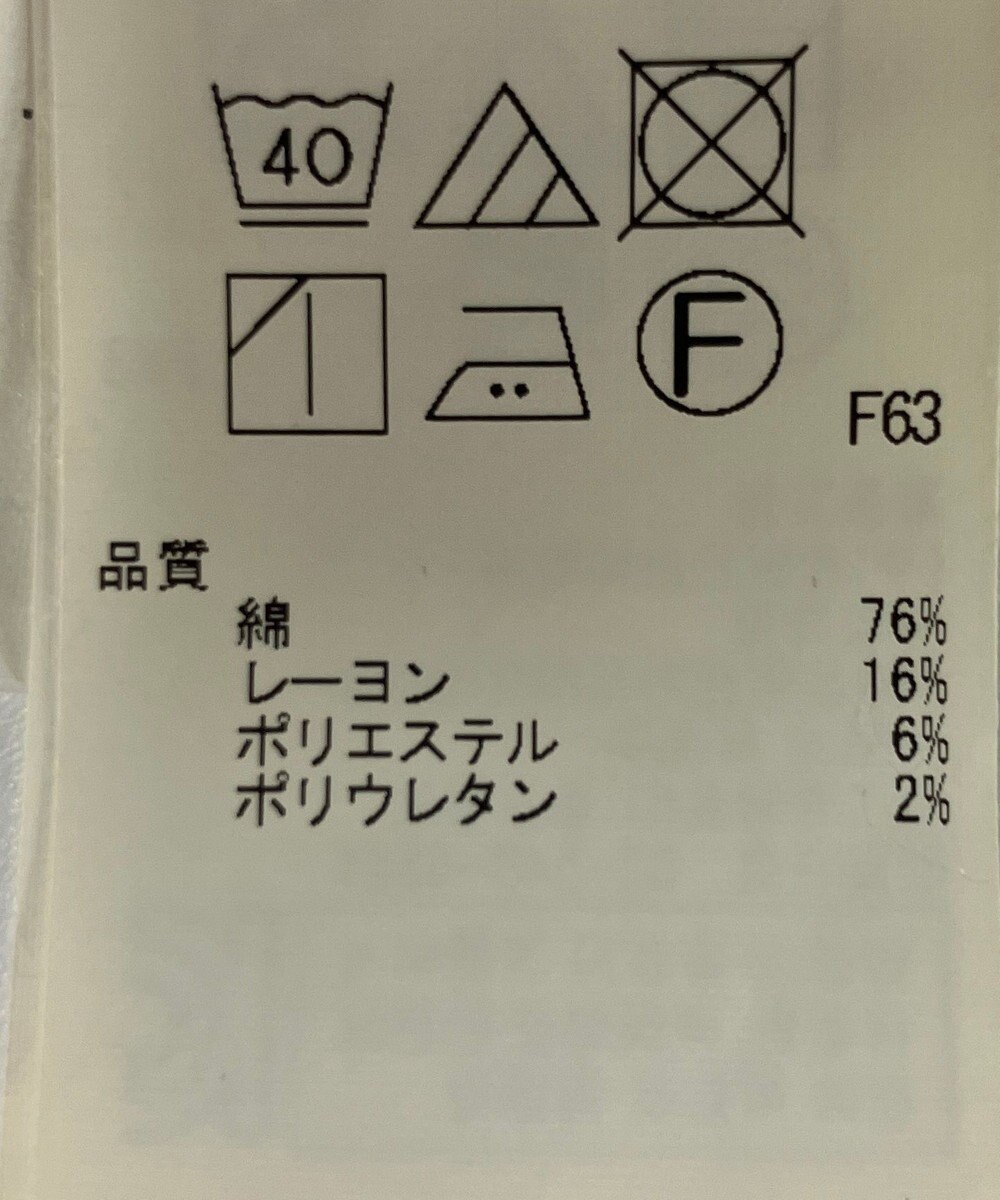 40
F
F63
品質
綿 76%
レーヨン 16%
ポリエステル 6%
ポリウレタン 2%